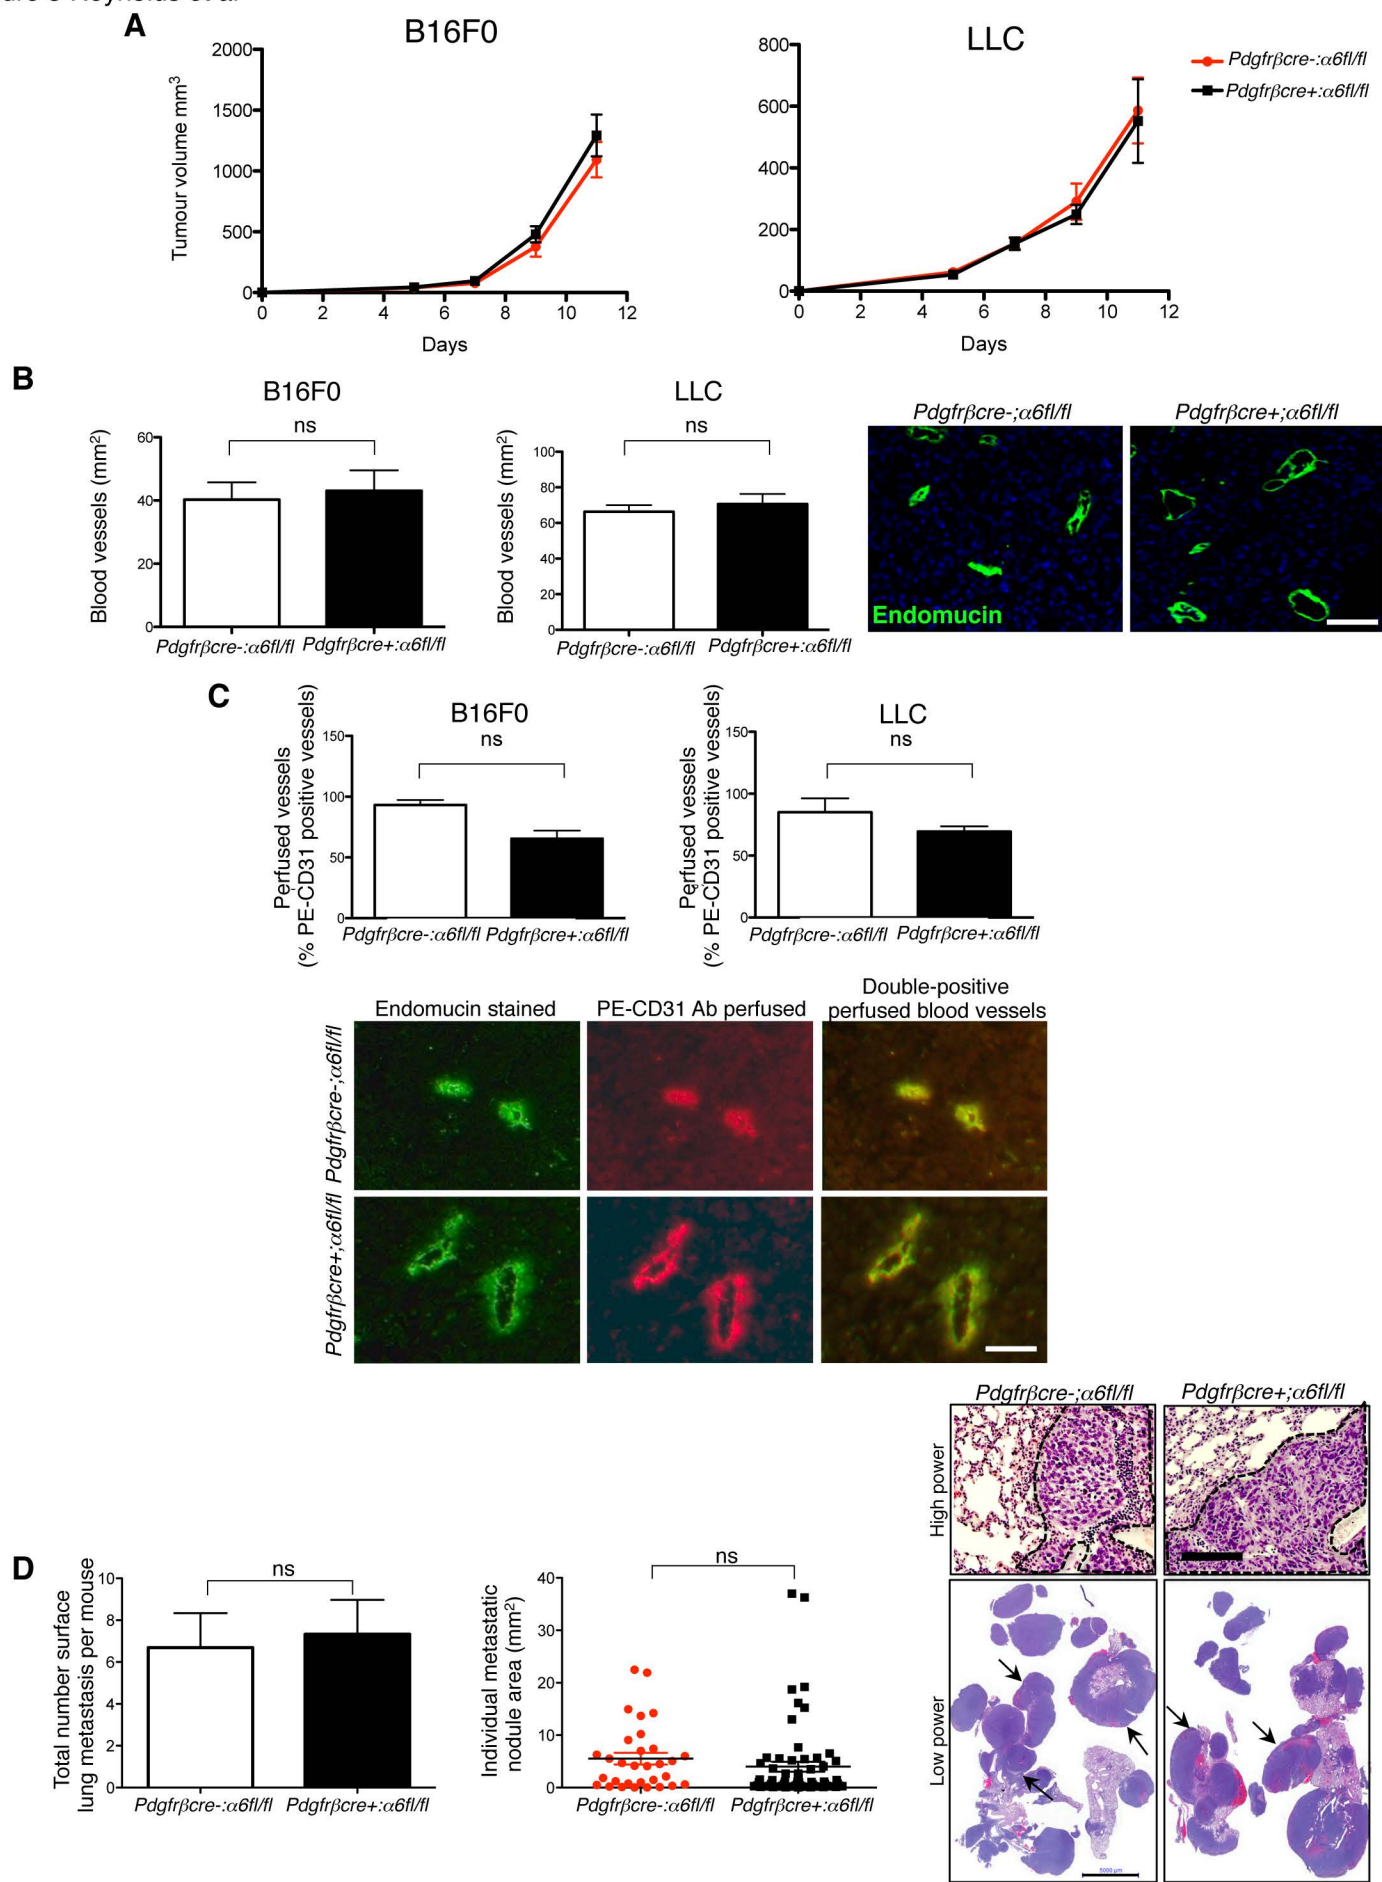 A
B16F0
LLC
Pdgfrβcre-:α6fl/fl
Pdgfrβcre+:α6fl/fl
Tumour volume mm³
2000
1500
1000
500
0
0 2 4 6 8 10 12
Days
800
600
400
200
0
0 2 4 6 8 10 12
Days
B
B16F0
ns
Blood vessels (mm²)
60
40
20
0
Pdgfrβcre-:α6fl/fl Pdgfrβcre+:α6fl/fl
LLC
ns
Blood vessels (mm²)
100
80
60
40
20
0
Pdgfrβcre-:α6fl/fl Pdgfrβcre+:α6fl/fl
Pdgfrβcre-;α6fl/fl Pdgfrβcre+;α6fl/fl
Endomucin
C
B16F0
ns
Perfused vessels
(% PE-CD31 positive vessels)
150
100
50
0
Pdgfrβcre-:α6fl/fl Pdgfrβcre+:α6fl/fl
LLC
ns
Perfused vessels
(% PE-CD31 positive vessels)
150
100
50
0
Pdgfrβcre-:α6fl/fl Pdgfrβcre+:α6fl/fl
Endomucin stained
PE-CD31 Ab perfused
Double-positive
perfused blood vessels
Pdgfrβcre-;α6fl/fl
Pdgfrβcre+;α6fl/fl
D
ns
Total number surface
lung metastasis per mouse
10
8
6
4
2
0
Pdgfrβcre-:α6fl/fl Pdgfrβcre+:α6fl/fl
ns
Individual metastatic
nodule area (mm²)
40
30
20
10
0
Pdgfrβcre-:α6fl/fl Pdgfrβcre+:α6fl/fl
Pdgfrβcre-;α6fl/fl Pdgfrβcre+;α6fl/fl
High power
Low power
5000 µm